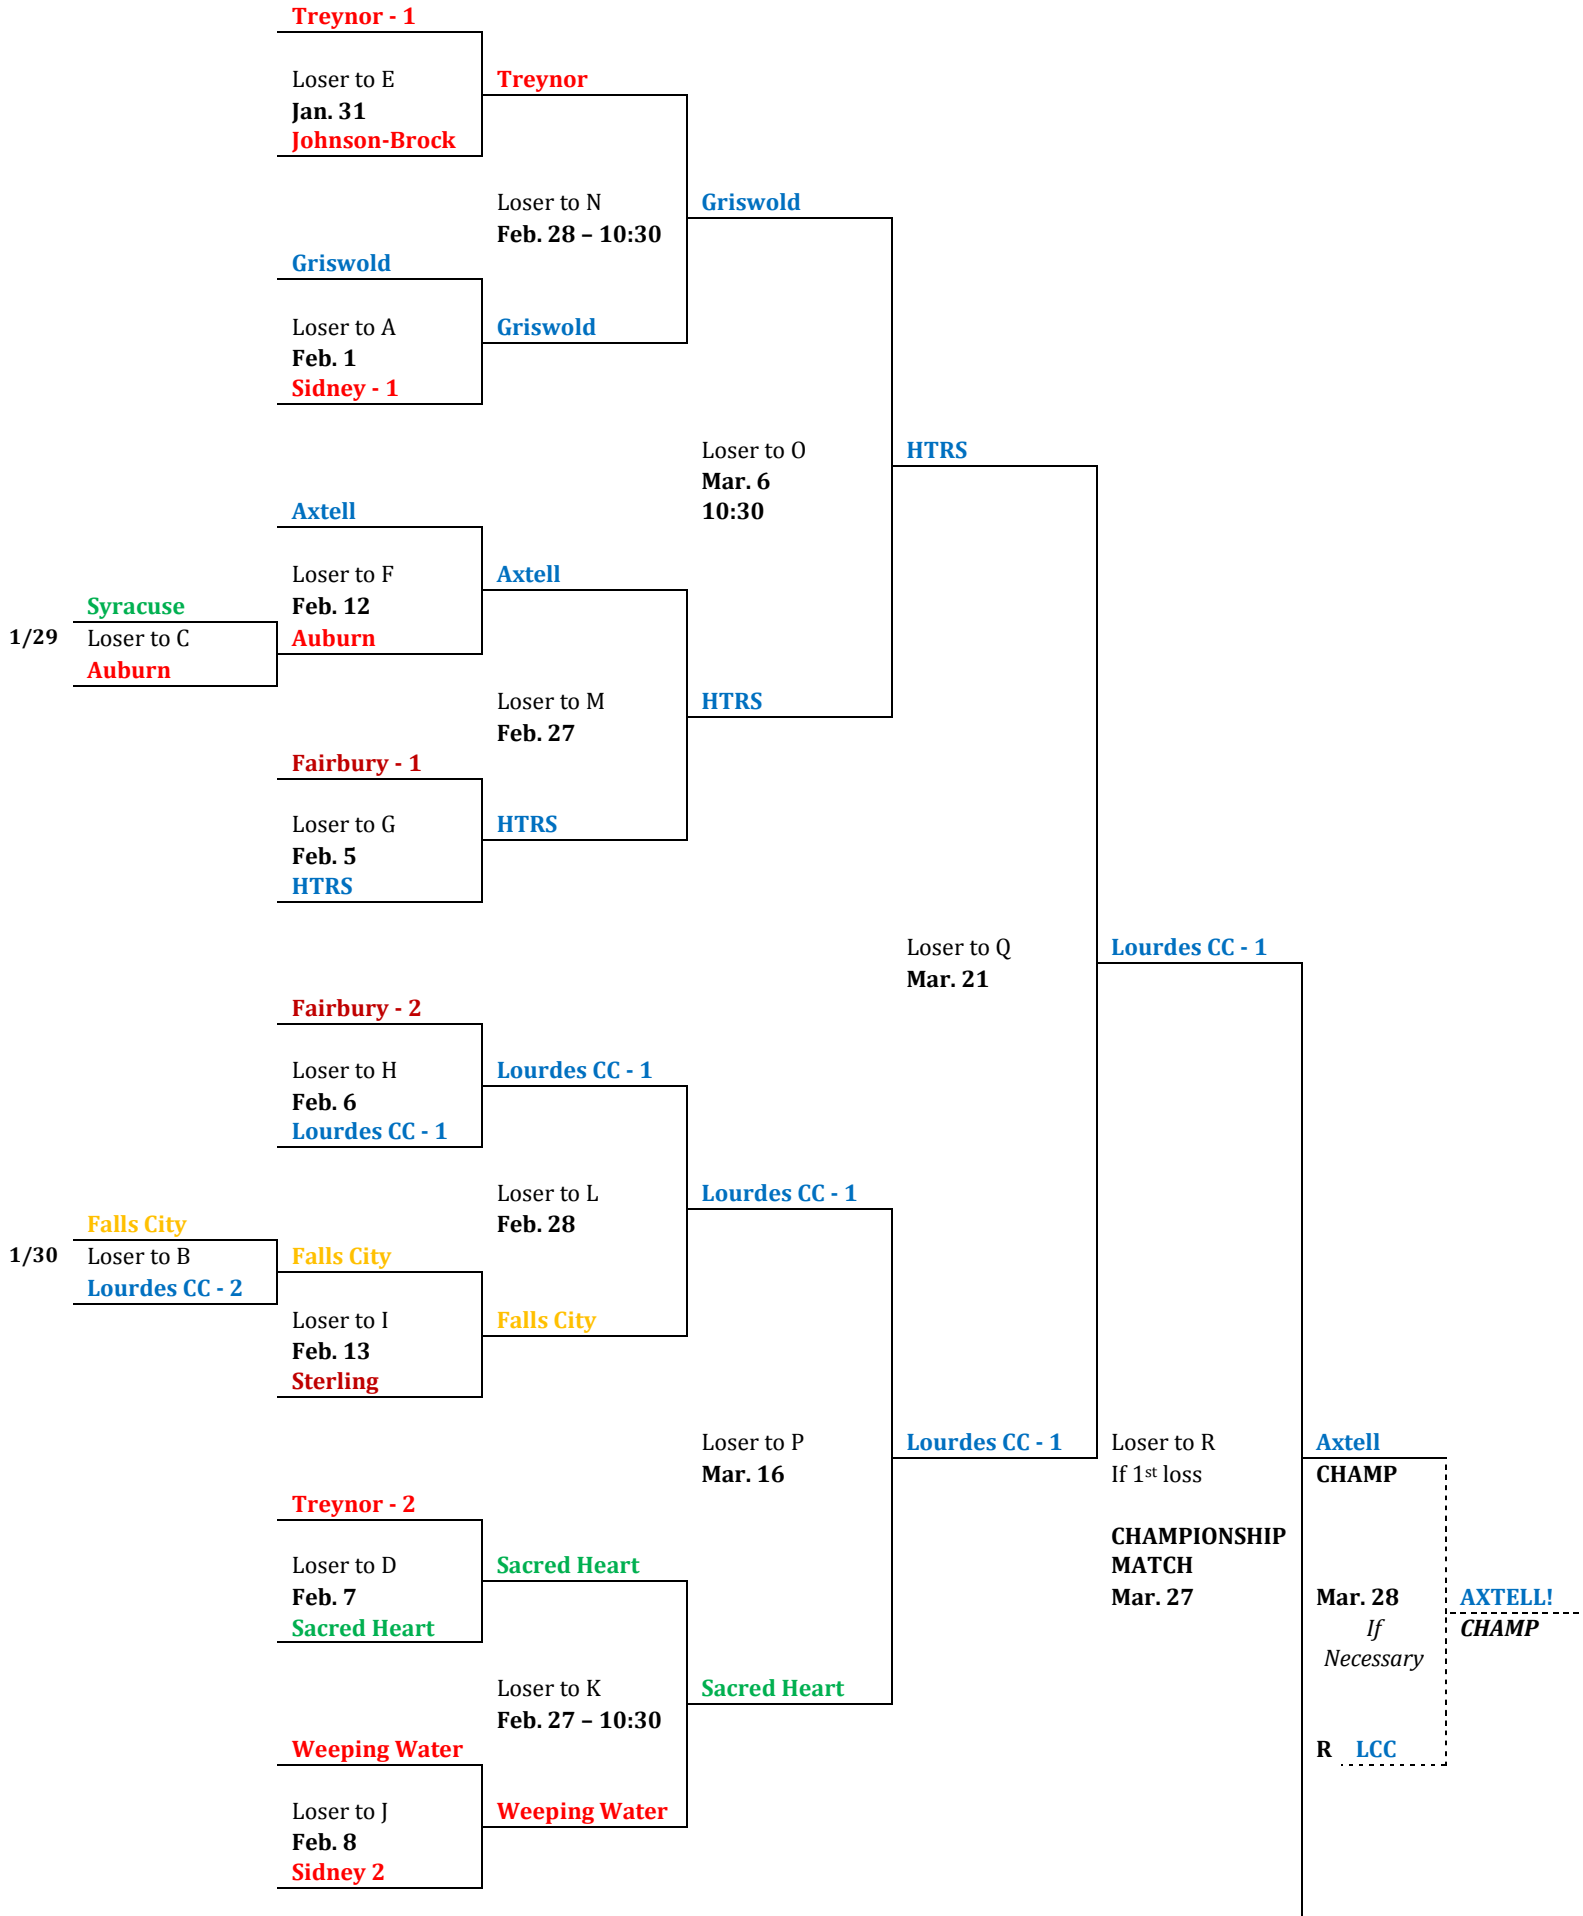 Treynor - 1
Loser to E
Jan. 31
Johnson-Brock
Treynor
Loser to N
Feb. 28 – 10:30
Griswold
Griswold
Loser to A
Feb. 1
Sidney - 1
Griswold
Loser to O
Mar. 6
10:30
HTRS
Axtell
Loser to F
Feb. 12
Auburn
Axtell
Syracuse
1/29 Loser to C
Auburn
Loser to M
Feb. 27
HTRS
Fairbury - 1
Loser to G
Feb. 5
HTRS
HTRS
Loser to Q
Mar. 21
Lourdes CC - 1
Fairbury - 2
Loser to H
Feb. 6
Lourdes CC - 1
Lourdes CC - 1
Loser to L
Feb. 28
Lourdes CC - 1
Falls City
1/30 Loser to B
Lourdes CC - 2
Falls City
Loser to I
Feb. 13
Sterling
Falls City
Loser to P
Mar. 16
Lourdes CC - 1
Loser to R
If 1st loss
CHAMPIONSHIP
MATCH
Mar. 27
Axtell
CHAMP
Treynor - 2
Loser to D
Feb. 7
Sacred Heart
Sacred Heart
Mar. 28
If
Necessary
AXTELL!
CHAMP
Loser to K
Feb. 27 – 10:30
Sacred Heart
R LCC
Weeping Water
Loser to J
Feb. 8
Sidney 2
Weeping Water